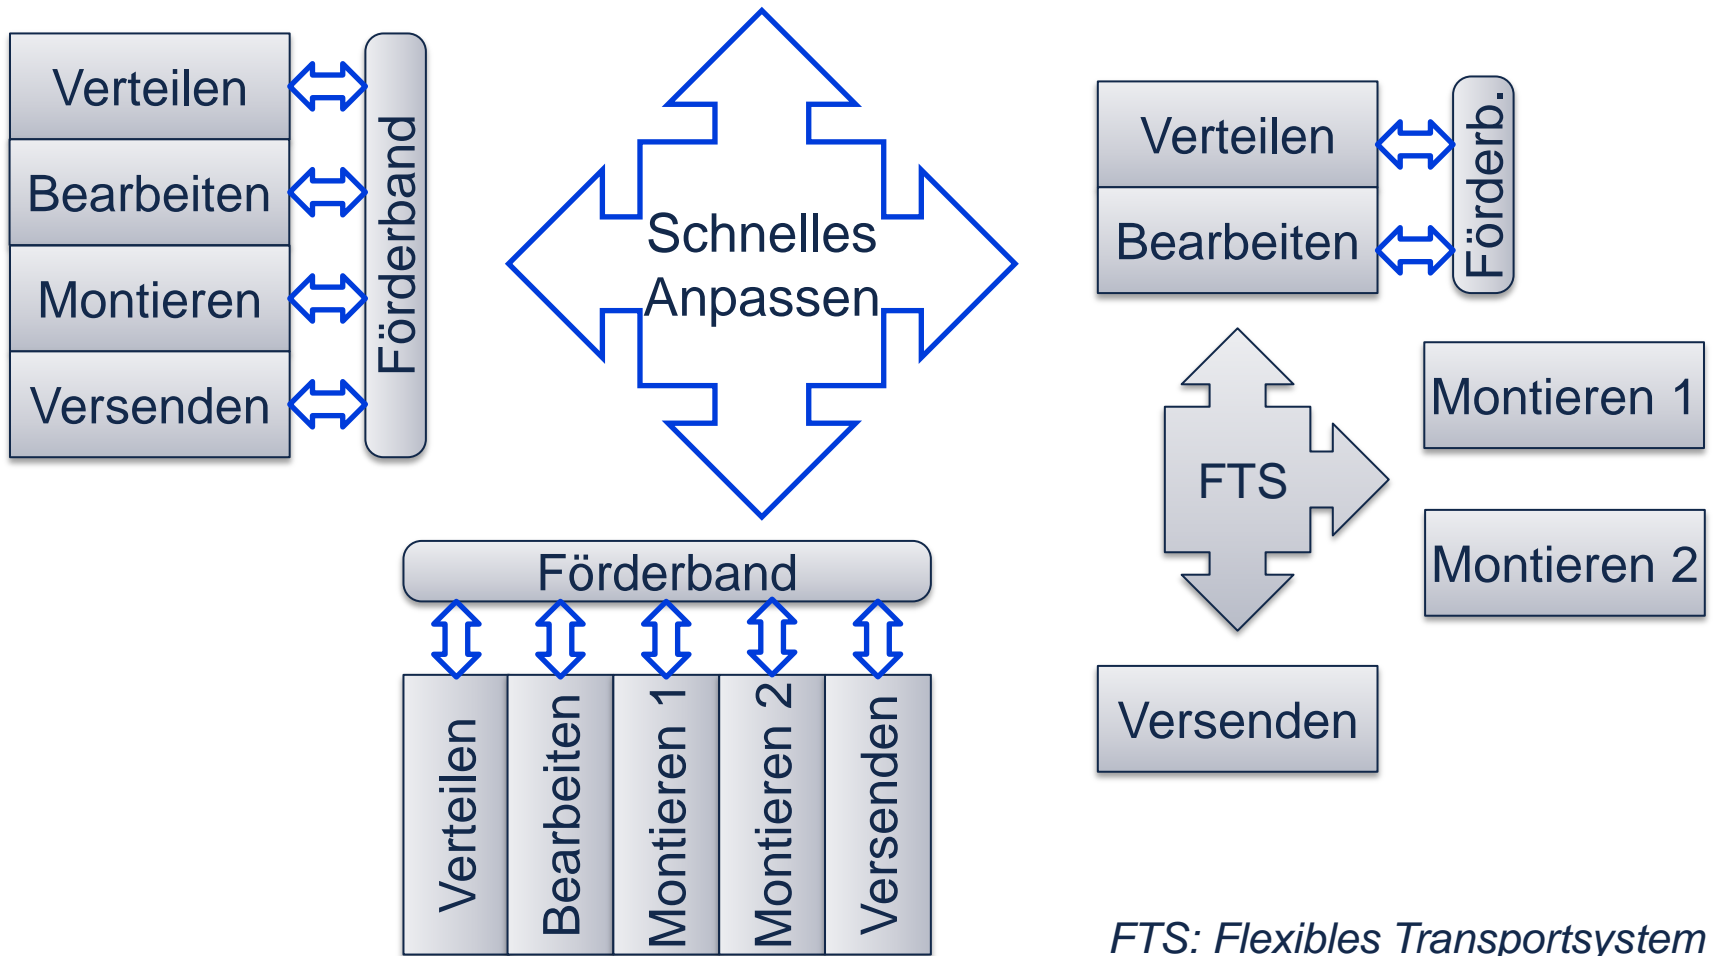 Verteilen
Bearbeiten
Montieren
Versenden
Förderband
Schnelles
Anpassen
Förderband
Verteilen
Bearbeiten
Montieren 1
Montieren 2
Versenden
Verteilen
Bearbeiten
Förderb.
FTS
Montieren 1
Montieren 2
Versenden
FTS: Flexibles Transportsystem